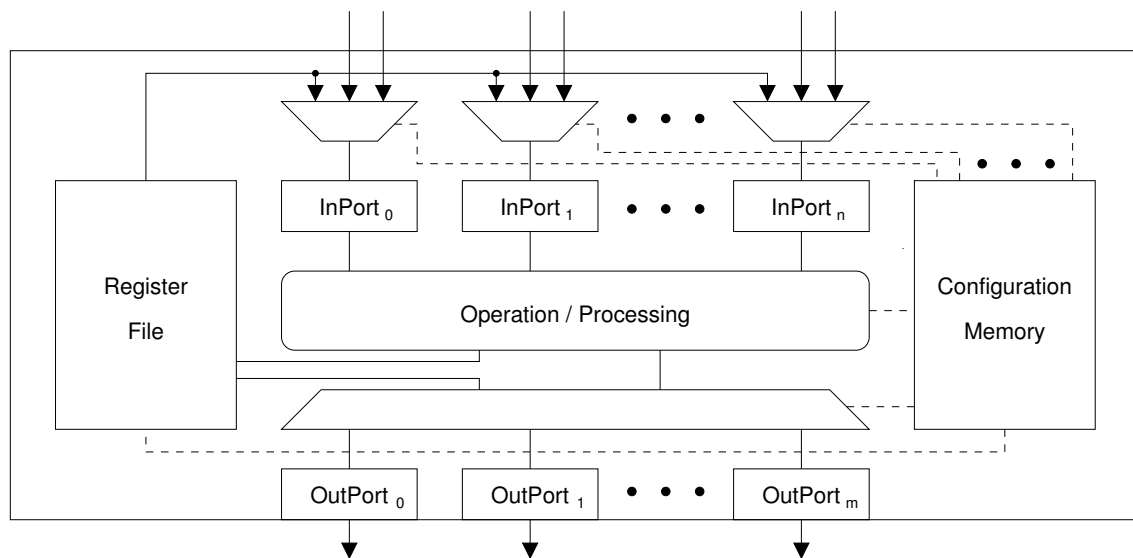 InPort 0
InPort 1
InPort n
Register
File
Operation / Processing
Configuration
Memory
OutPort 0
OutPort 1
OutPort m